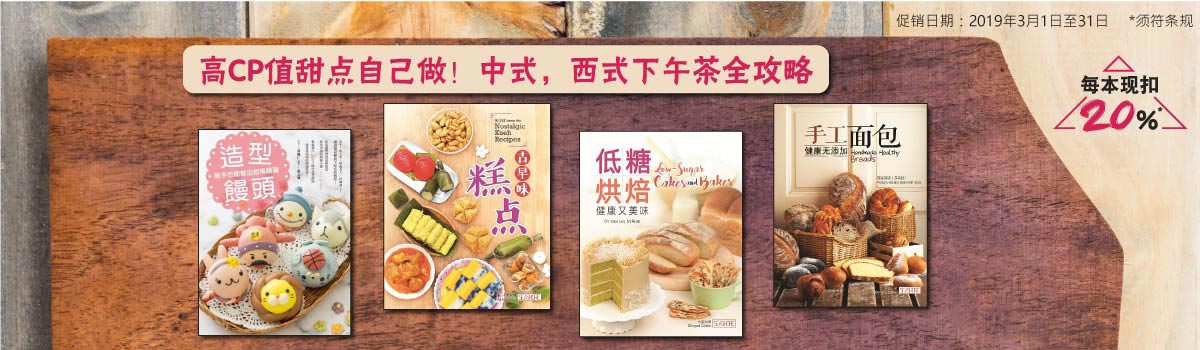 促销日期：2019年3月1日至31日 *须符条规
高CP值甜点自己做！中式，西式下午茶全攻略
每本现扣
20%*
造型
饅頭
古早味
糕点
Nostalgic
Kueh
Recipes
低糖
烘焙
健康又美味
Low-Sugar
Cakes and Bakes
手工面包
健康无添加
Handmade Healthy
Breads